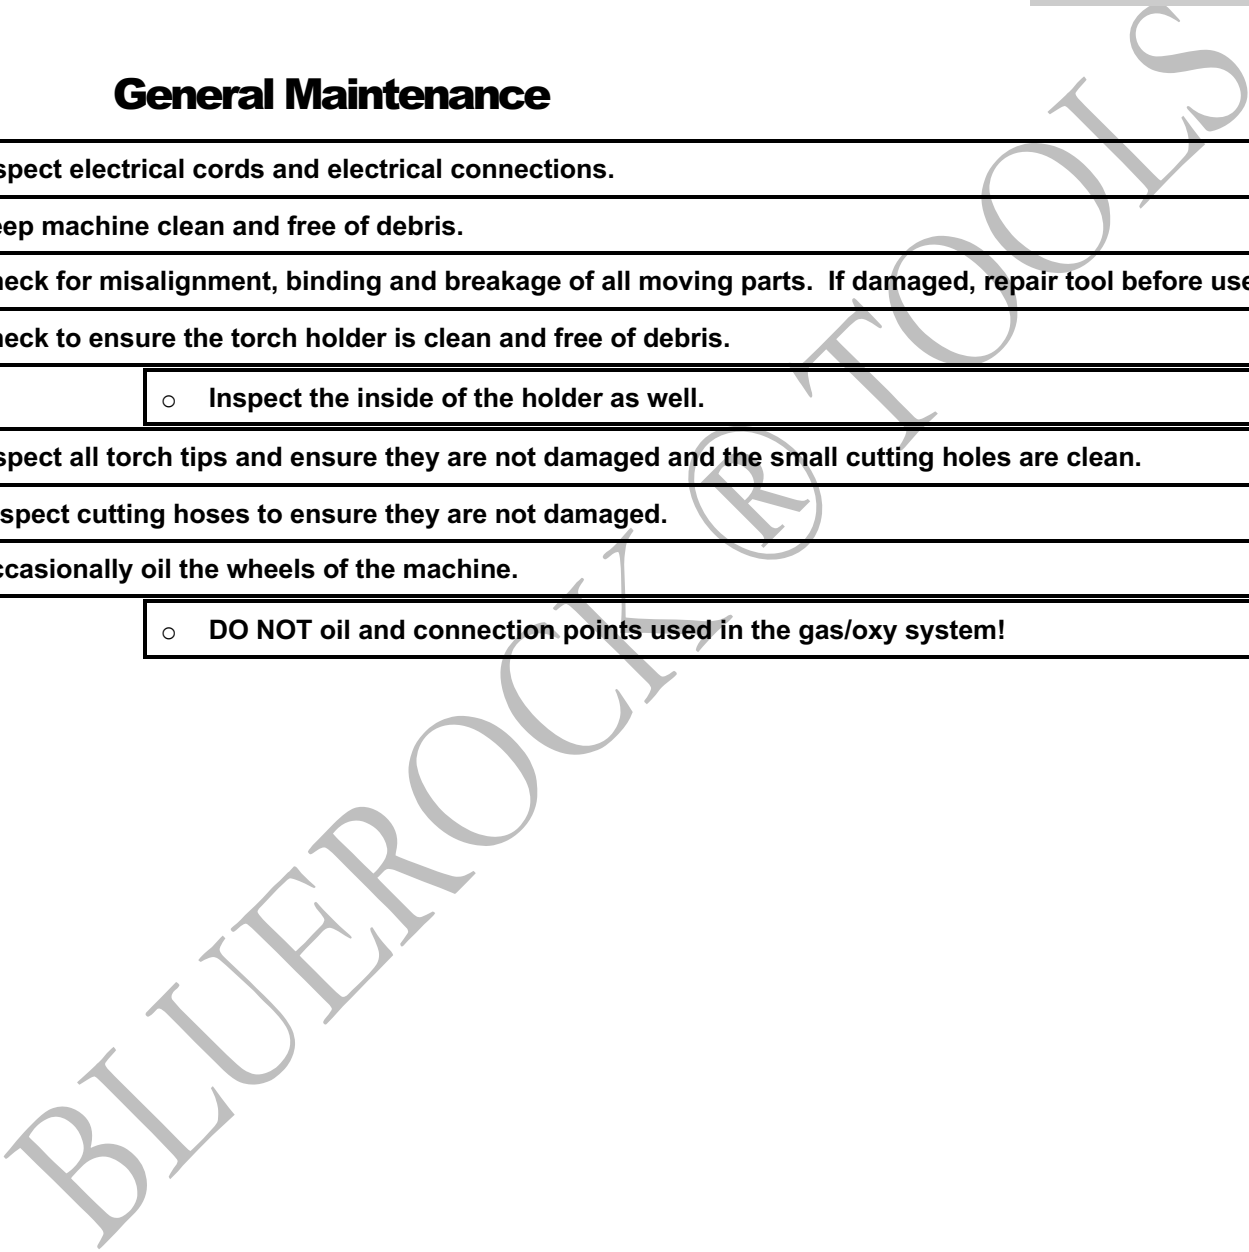 General Maintenance
spect electrical cords and electrical connections.
eep machine clean and free of debris.
heck for misalignment, binding and breakage of all moving parts.  If damaged, repair tool before use
heck to ensure the torch holder is clean and free of debris.
○ Inspect the inside of the holder as well.
spect all torch tips and ensure they are not damaged and the small cutting holes are clean.
spect cutting hoses to ensure they are not damaged.
ccasionally oil the wheels of the machine.
○ DO NOT oil and connection points used in the gas/oxy system!
BLUEROCK ® TOOLS